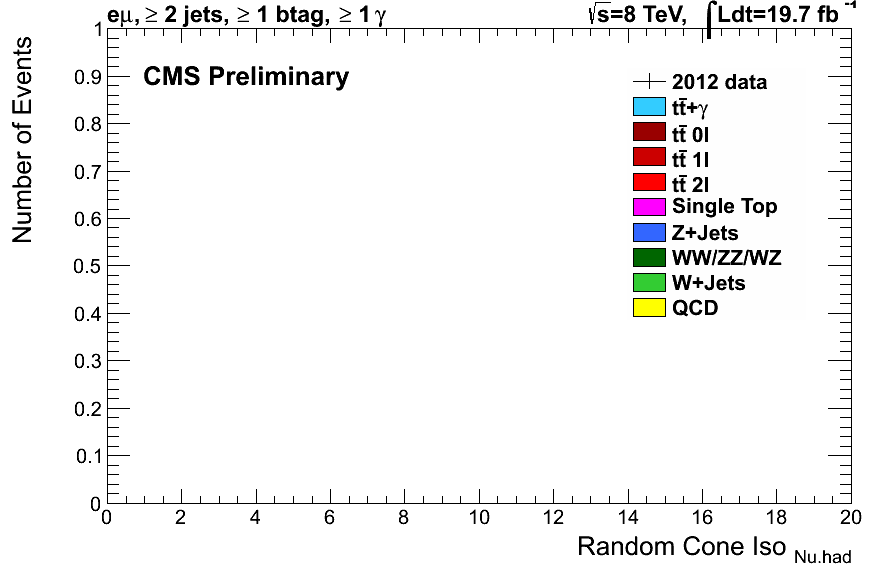 eμ, ≥ 2 jets, ≥ 1 btag, ≥ 1 γ
√s=8 TeV, ∫Ldt=19.7 fb⁻¹
CMS Preliminary
2012 data
tt̄+γ
tt̄ 0l
tt̄ 1l
tt̄ 2l
Single Top
Z+Jets
WW/ZZ/WZ
W+Jets
QCD
Number of Events
1
0.9
0.8
0.7
0.6
0.5
0.4
0.3
0.2
0.1
0
0 2 4 6 8 10 12 14 16 18 20
Random Cone Iso Nu.had